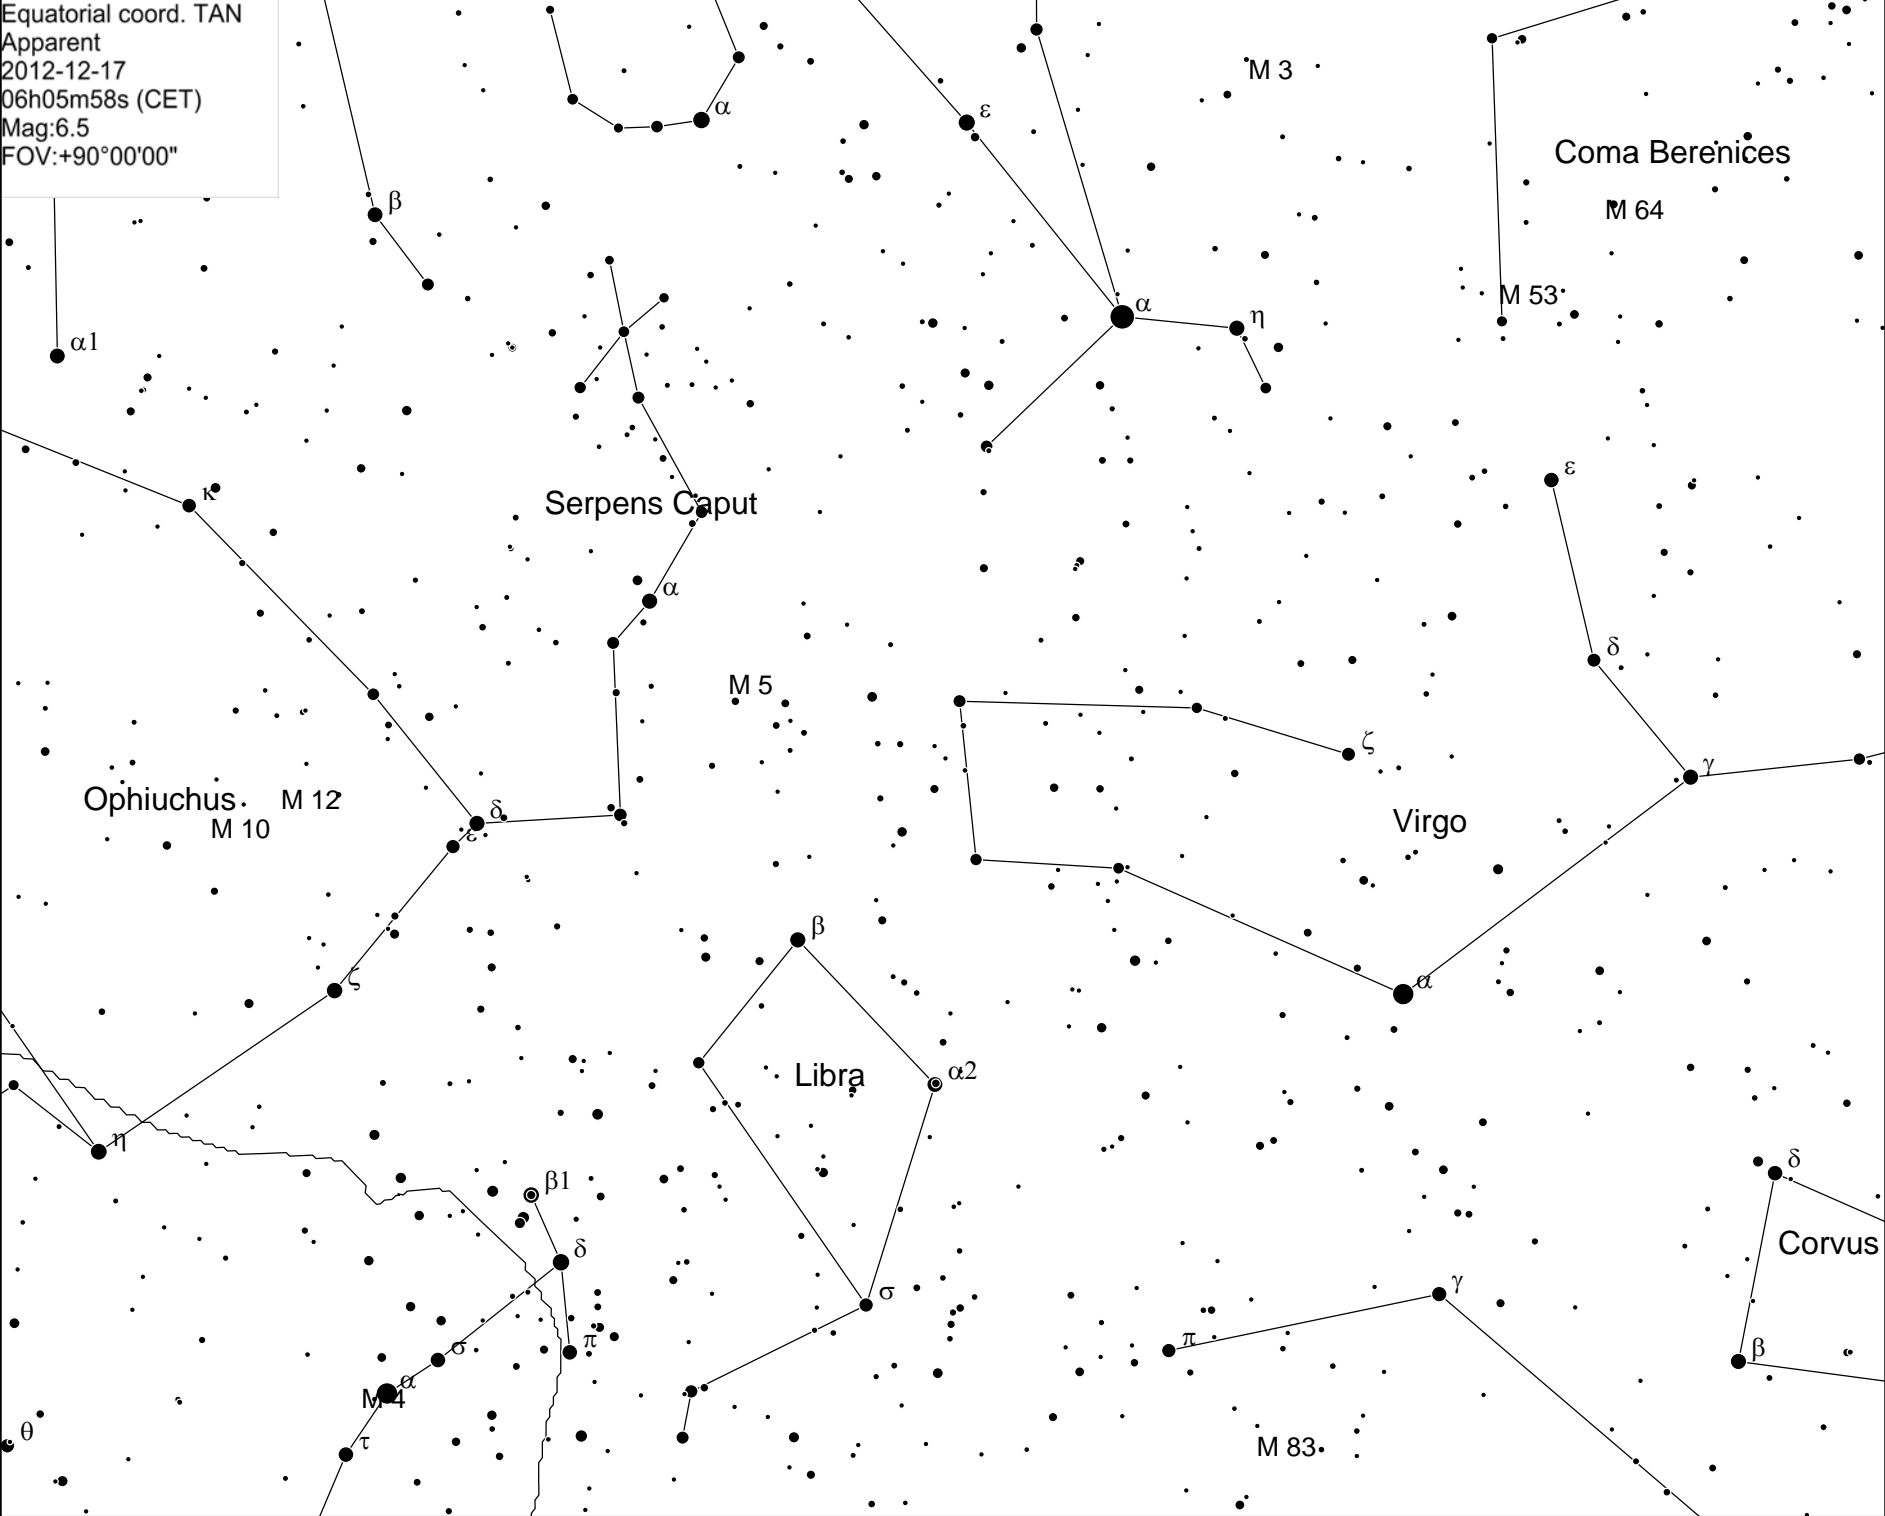 Equatorial coord. TAN
Apparent
2012-12-17
06h05m58s (CET)
Mag:6.5
FOV:+90°00'00"
α
ε
M 3
Coma Berenices
β
M 64
α
η
M 53
α1
ε
κ
Serpens Caput
α
δ
M 5
ζ
γ
Ophiuchus
M 12
δ
M 10
ε
Virgo
β
ζ
α
Libra
α2
η
β1
δ
δ
Corvus
σ
γ
π
π
σ
β
α
M 4
τ
θ
M 83